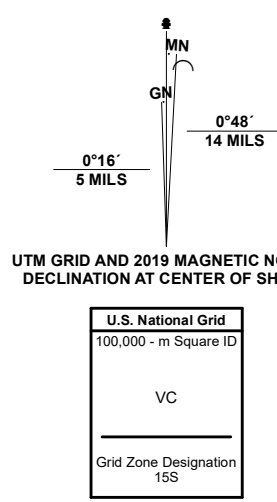 MN
GN
0°48´
14 MILS
0°16´
5 MILS
UTM GRID AND 2019 MAGNETIC N
DECLINATION AT CENTER OF SH
U.S. National Grid
100,000 - m Square ID
VC
Grid Zone Designation
15S